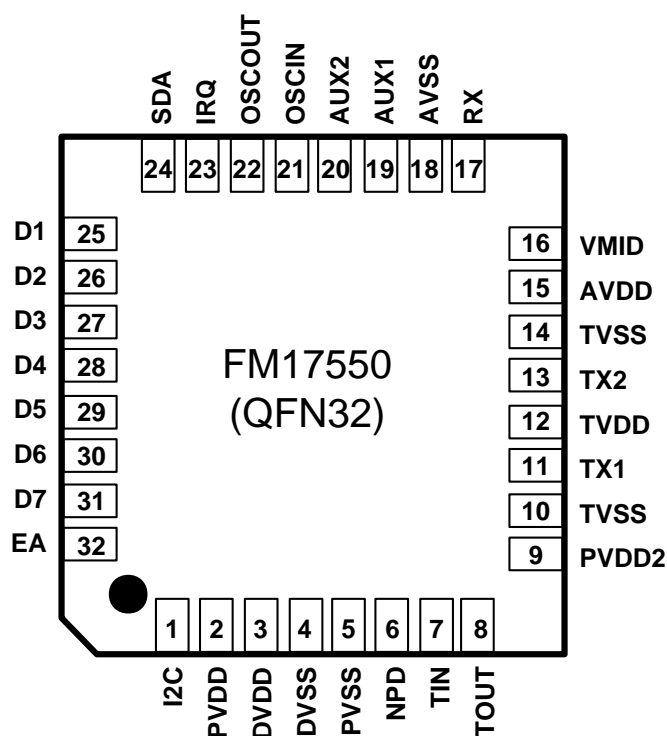 SDA
IRQ
OSCOUT
OSCIN
AUX2
AUX1
AVSS
RX
24
23
22
21
20
19
18
17
D1 25
D2 26
D3 27
D4 28
D5 29
D6 30
D7 31
EA 32
FM17550
(QFN32)
16 VMID
15 AVDD
14 TVSS
13 TX2
12 TVDD
11 TX1
10 TVSS
9 PVDD2
1
2
3
4
5
6
7
8
I2C
PVDD
DVDD
DVSS
PVSS
NPD
TIN
TOUT